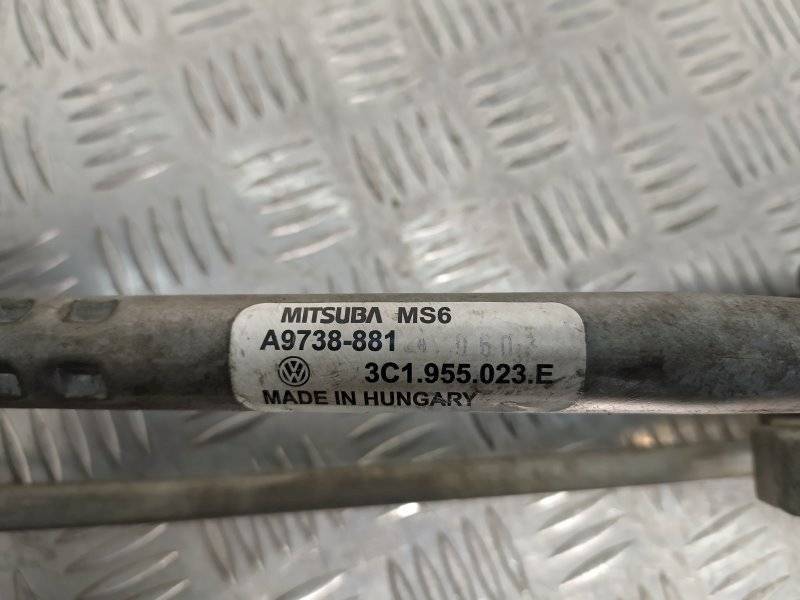 MITSUBA MS6
A9738-881
3C1.955.023.E
MADE IN HUNGARY